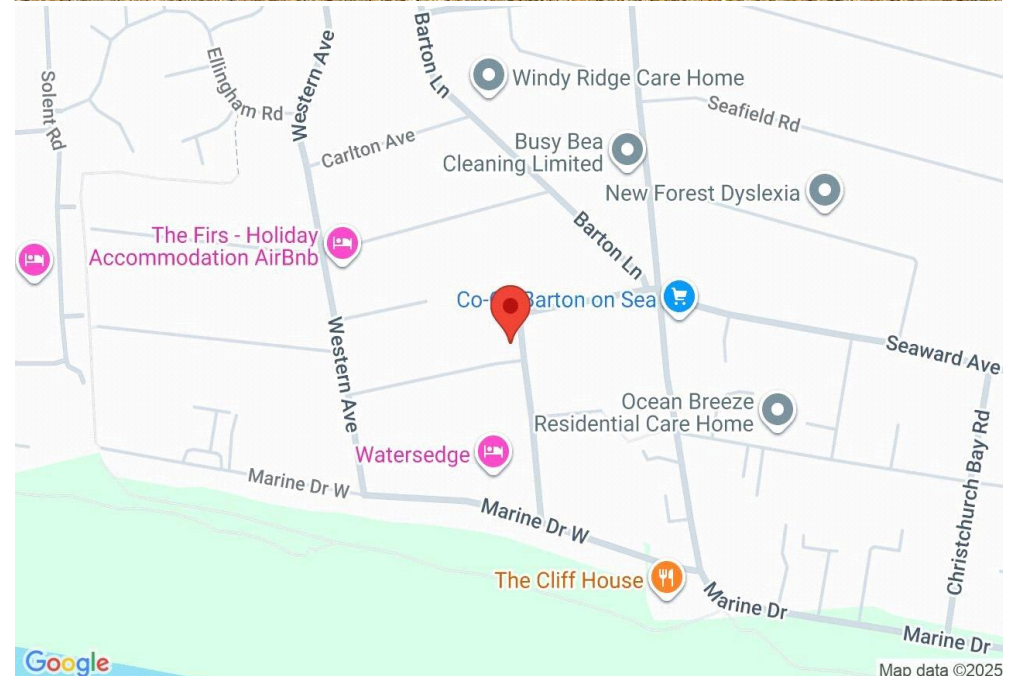 Barton Ln
Western Ave
Ellingham Rd
Solent Rd
Windy Ridge Care Home
Seafield Rd
Carlton Ave
Busy Bea
Cleaning Limited
New Forest Dyslexia
The Firs - Holiday
Accommodation AirBnb
Barton Ln
Barton on Sea
Western Ave
Seaward Ave
Ocean Breeze
Residential Care Home
Watersedge
Christchurch Bay Rd
Marine Dr W
Marine Dr W
The Cliff House
Marine Dr
Marine Dr
Google
Map data ©2025